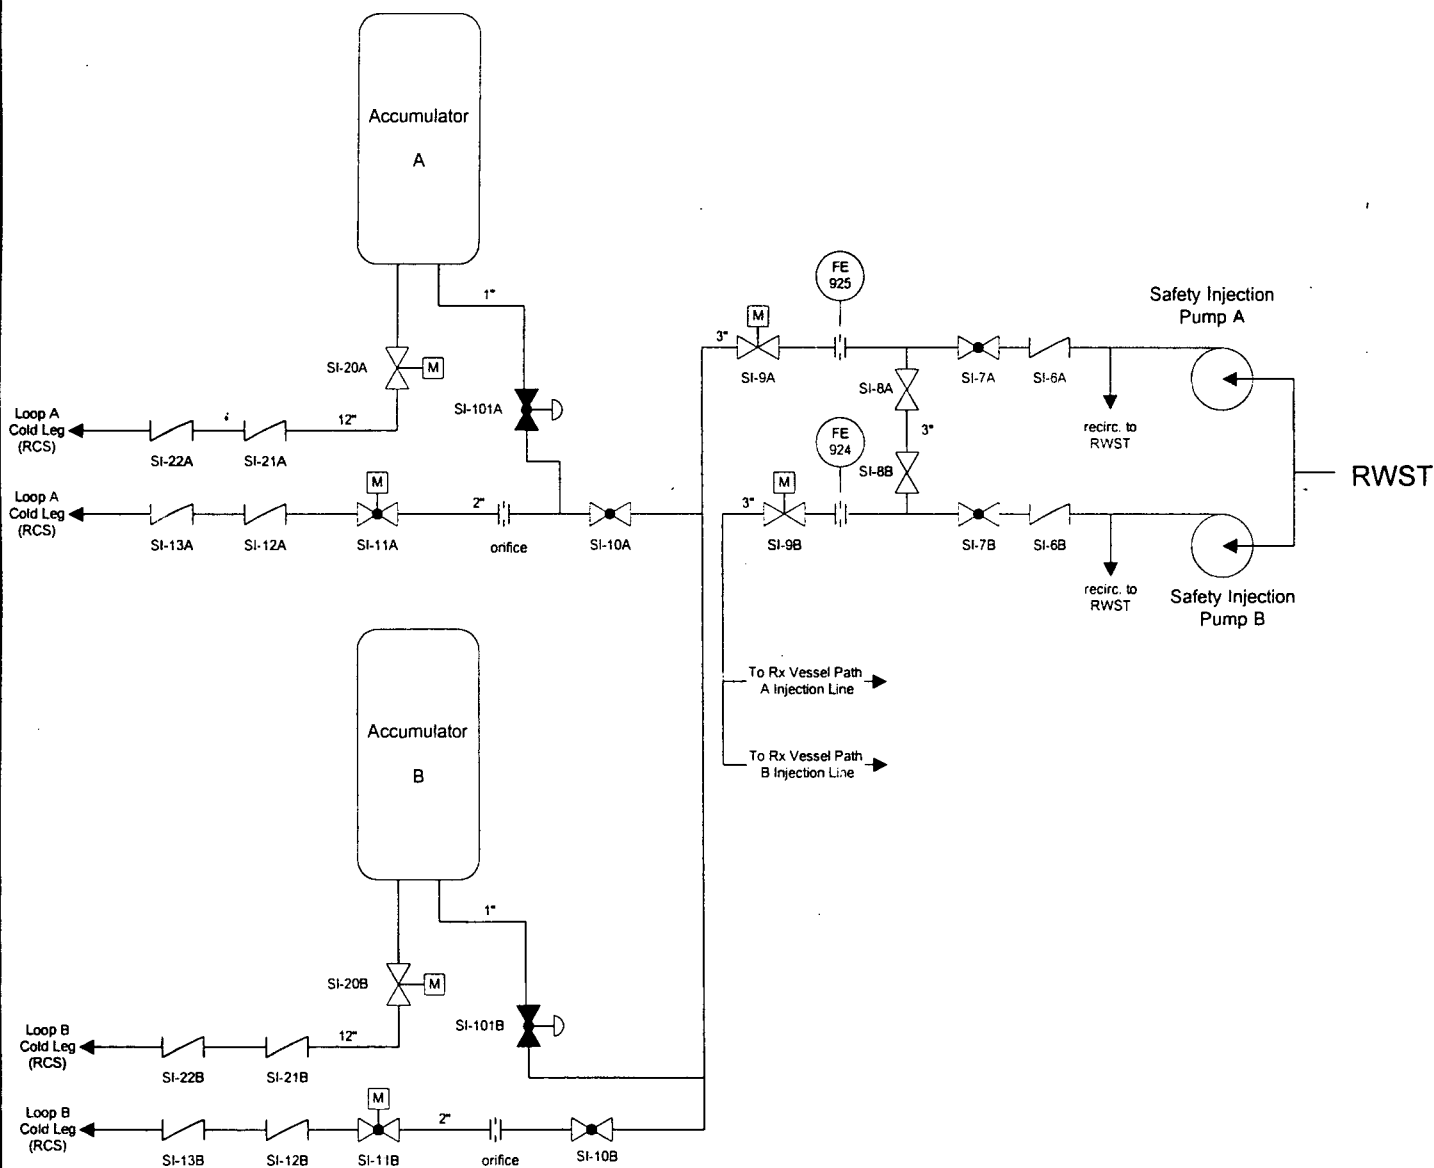 Accumulator
A
1"
FE
925
Safety Injection
Pump A
M
3"
SI-9A
SI-8A
SI-7A
SI-6A
SI-20A
M
SI-101A
recirc. to
RWST
Loop A
Cold Leg
(RCS)
12"
SI-22A
SI-21A
3"
FE
924
SI-8B
RWST
M
M
Loop A
Cold Leg
(RCS)
2"
3"
SI-13A
SI-12A
SI-11A
orifice
SI-10A
SI-9B
SI-7B
SI-6B
recirc. to
RWST
Safety Injection
Pump B
To Rx Vessel Path
A Injection Line
Accumulator
B
To Rx Vessel Path
B Injection Line
1"
SI-20B
M
SI-101B
Loop B
Cold Leg
(RCS)
12"
SI-22B
SI-21B
M
Loop B
Cold Leg
(RCS)
2"
SI-13B
SI-12B
SI-11B
orifice
SI-10B